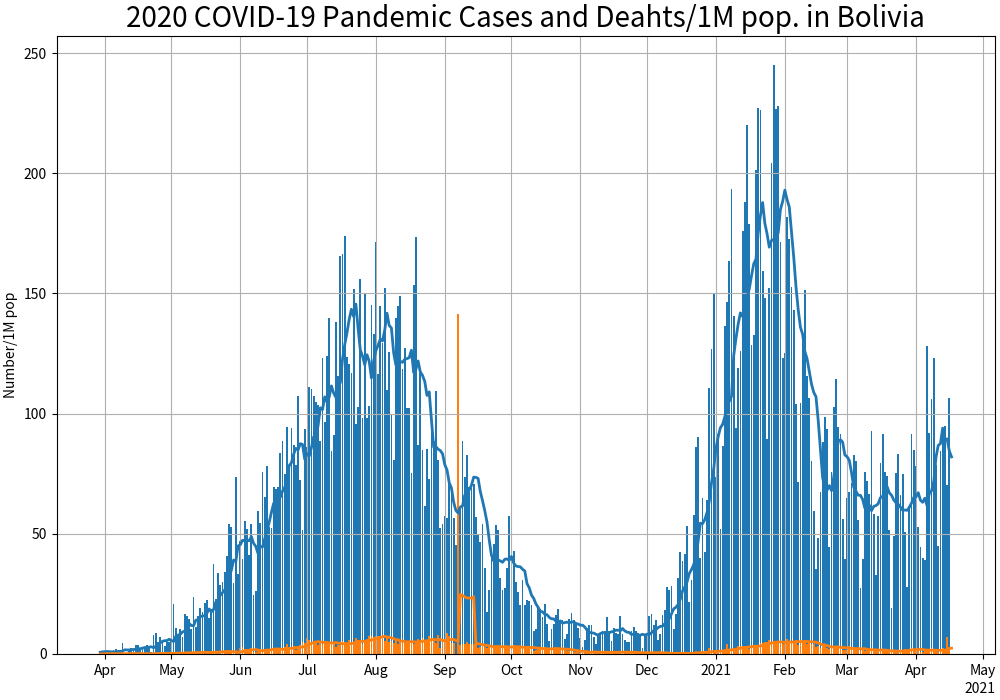 2020 COVID-19 Pandemic Cases and Deahts/1M pop. in Bolivia
250
200
150
100
50
0
Number/1M pop
Apr May Jun Jul Aug Sep Oct Nov Dec 2021 Feb Mar Apr May
2021